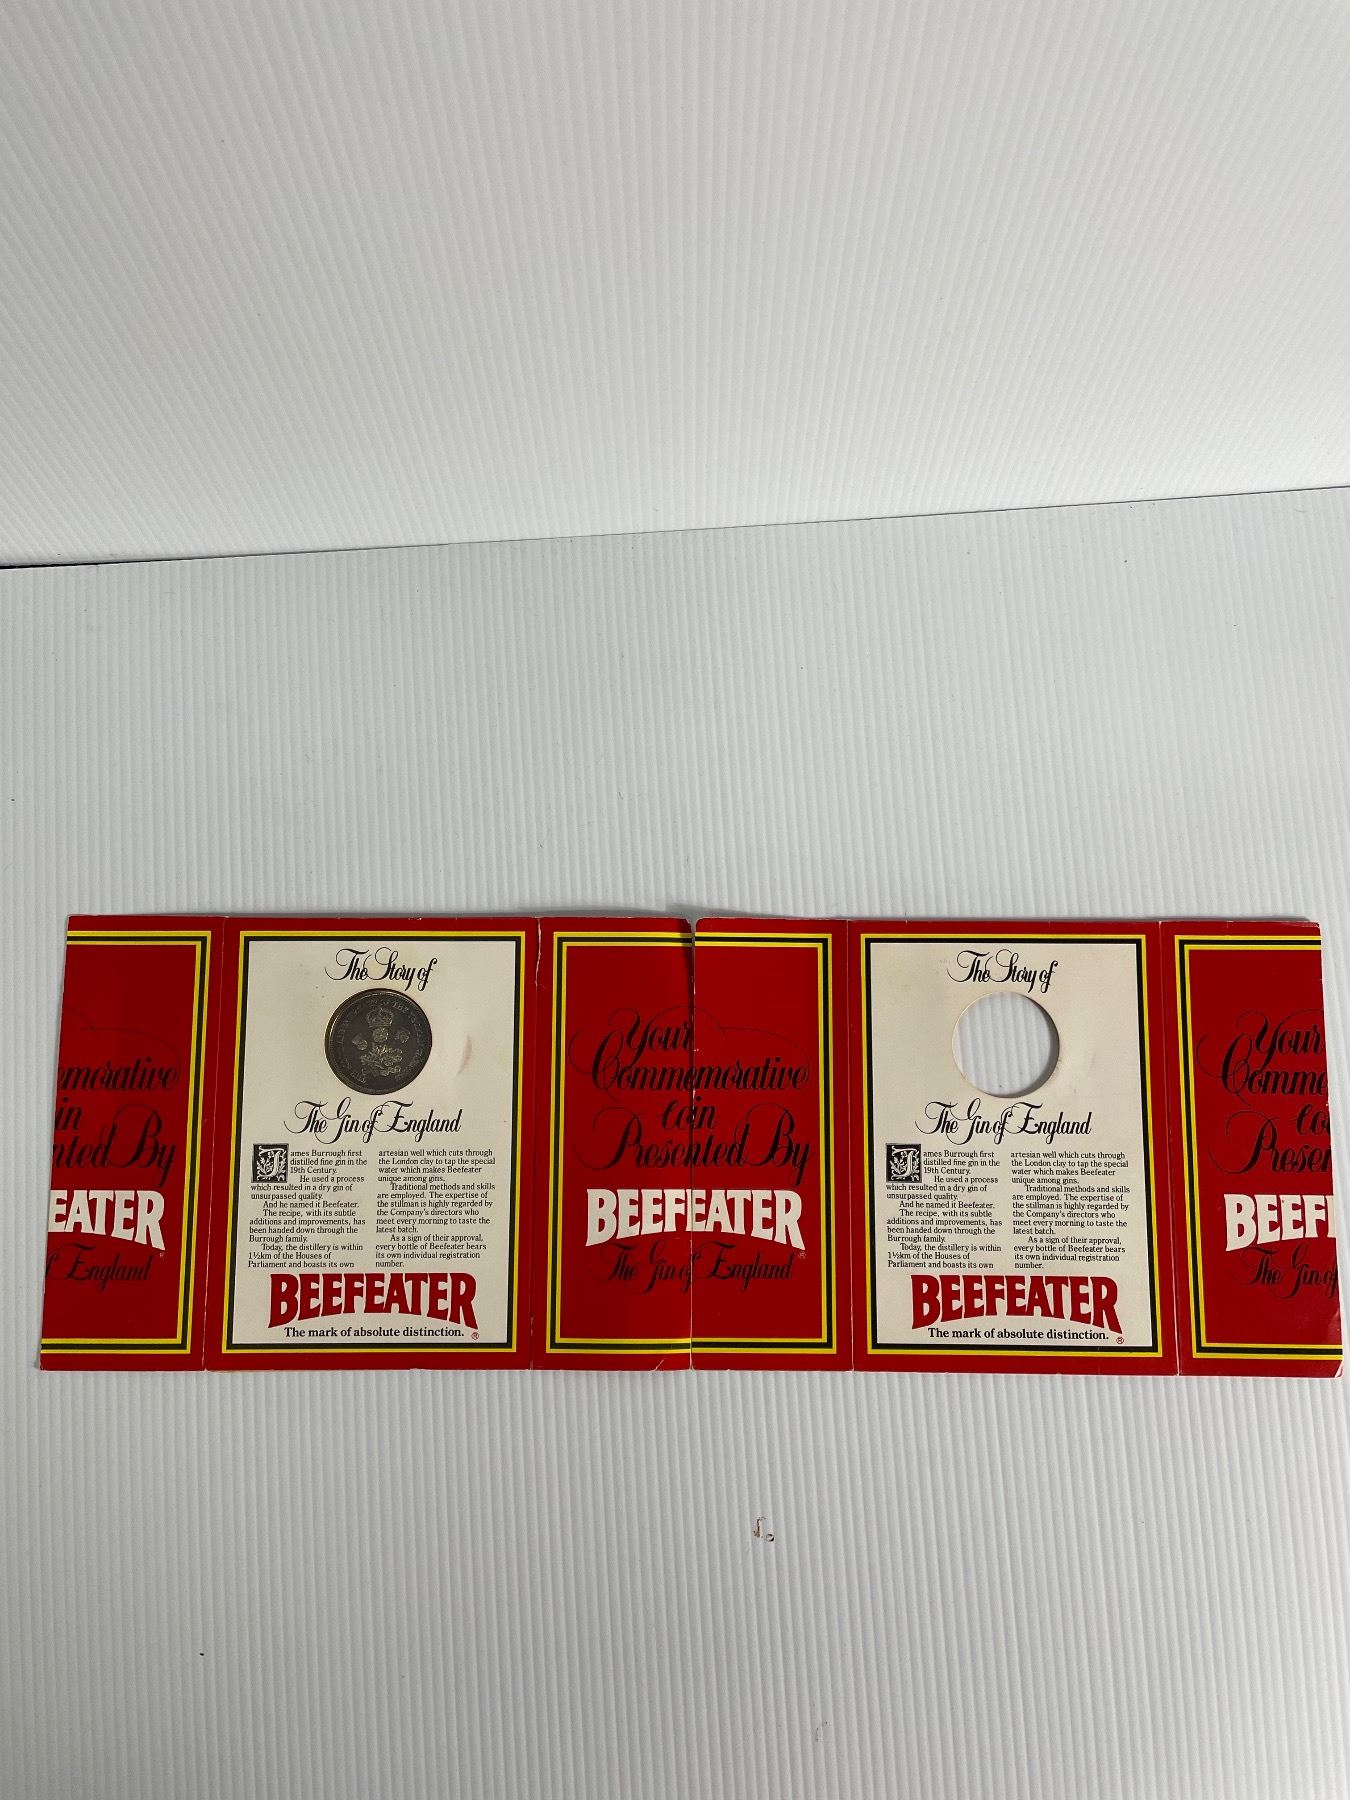 emorative
in
nted By
EATER
f England
The Story of
The Gin of England
James Burrough first
distilled fine gin in the
19th Century.
He used a process
which resulted in a dry gin of
unsurpassed quality.
And he named it Beefeater.
The recipe, with its subtle
additions and improvements, has
been handed down through the
Burrough family.
Today, the distillery is within
1½km of the Houses of
Parliament and boasts its own
artesian well which cuts through
the London clay to tap the special
water which makes Beefeater
unique among gins.
Traditional methods and skills
are employed. The expertise of
the stillman is highly regarded by
the Company's directors who
meet every morning to taste the
latest batch.
As a sign of their approval,
every bottle of Beefeater bears
its own individual registration
number.
BEEFEATER
The mark of absolute distinction. ®
Your
Commemorative
Coin
Presented By
BEEFEATER ®
The Gin of England
The Story of
The Gin of England
James Burrough first
distilled fine gin in the
19th Century.
He used a process
which resulted in a dry gin of
unsurpassed quality.
And he named it Beefeater.
The recipe, with its subtle
additions and improvements, has
been handed down through the
Burrough family.
Today, the distillery is within
1½km of the Houses of
Parliament and boasts its own
artesian well which cuts through
the London clay to tap the special
water which makes Beefeater
unique among gins.
Traditional methods and skills
are employed. The expertise of
the stillman is highly regarded by
the Company's directors who
meet every morning to taste the
latest batch.
As a sign of their approval,
every bottle of Beefeater bears
its own individual registration
number.
BEEFEATER
The mark of absolute distinction. ®
Your
Comme
Co
Presen
BEEF
The Gin of